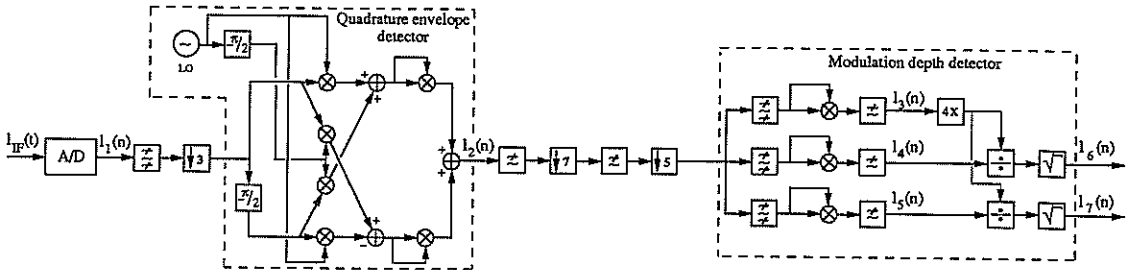 Quadrature envelope
detector
~
π/2
LO
l_IF(t)
A/D
l_1(n)
↓3
π/2
+
+
+
−
l_2(n)
+
+
↓7
↓5
Modulation depth detector
l_3(n)
4x
l_4(n)
÷
√
l_6(n)
l_5(n)
÷
√
l_7(n)